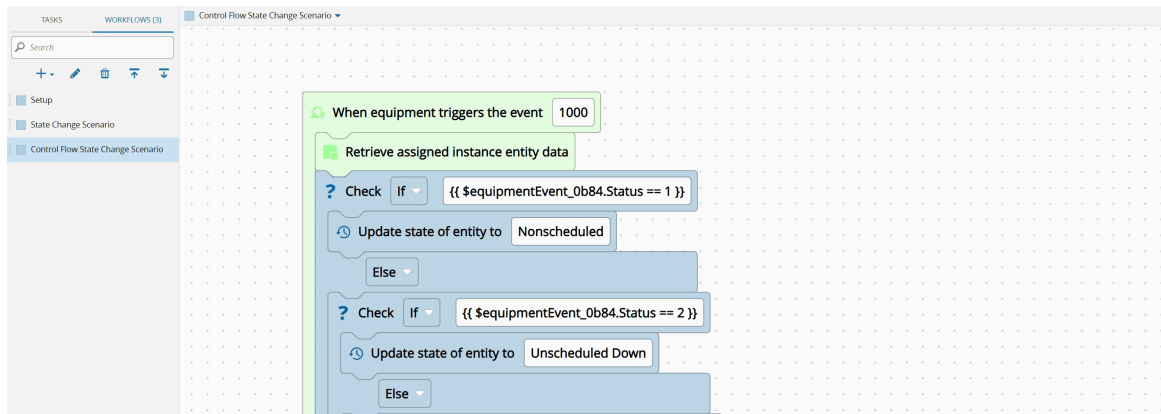 TASKS
WORKFLOWS (3)
Control Flow State Change Scenario
Search
Setup
State Change Scenario
Control Flow State Change Scenario
When equipment triggers the event 1000
Retrieve assigned instance entity data
? Check If {{ $equipmentEvent_0b84.Status == 1 }}
Update state of entity to Nonscheduled
Else
? Check If {{ $equipmentEvent_0b84.Status == 2 }}
Update state of entity to Unscheduled Down
Else